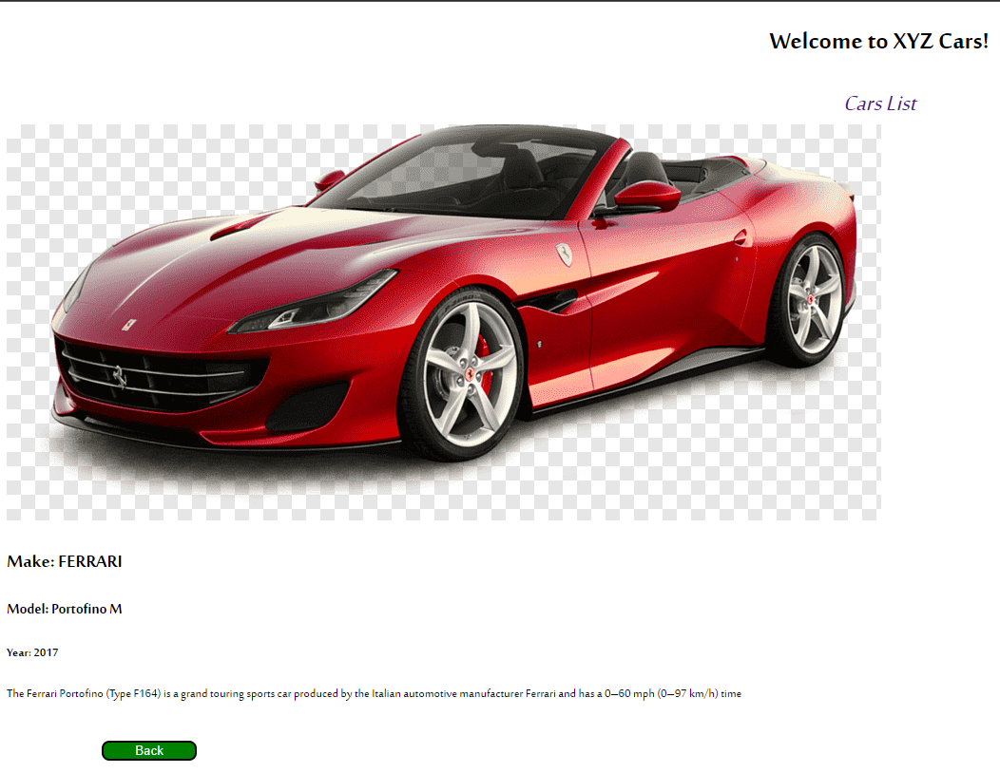 Welcome to XYZ Cars!
Cars List
Make: FERRARI
Model: Portofino M
Year: 2017
The Ferrari Portofino (Type F164) is a grand touring sports car produced by the Italian automotive manufacturer Ferrari and has a 0–60 mph (0–97 km/h) time
Back